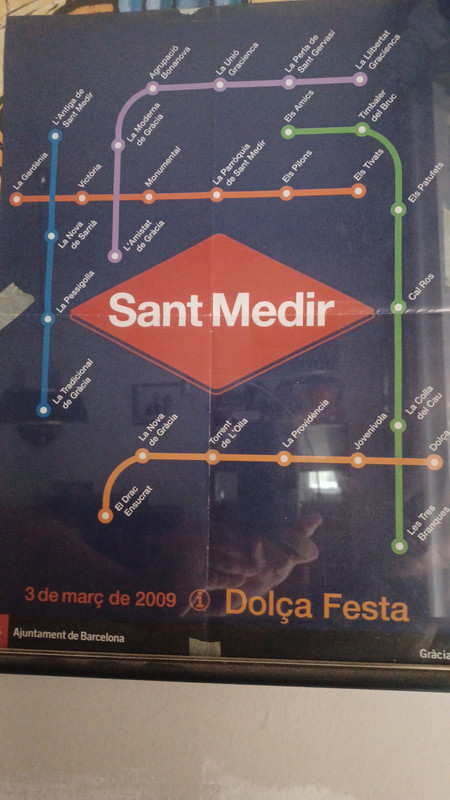 La Llibertat
Gracienca
La Perla de
Sant Gervasi
La Unió
Gracienca
Agrupació
Bonanova
La Moderna
de Gràcia
L'Antiga de
Sant Medir
Els Amics
Timbaler
del Bruc
La Gardènia
Victòria
Monumental
La Parròquia
de Sant Medir
Els Pilons
Els Tivats
Els Patufets
La Nova
de Sarrià
L'Amistat
de Gràcia
La Pessigolla
Sant Medir
Cal Ros
La Tradicional
de Gràcia
La Nova
de Gràcia
Torrent
de L'Olla
La Providència
Jovenívola
La Colla
del Cau
Dolça
El Drac
Ensucrat
Les Tres
Branques
3 de març de 2009 i Dolça Festa
Ajuntament de Barcelona
Gràcia